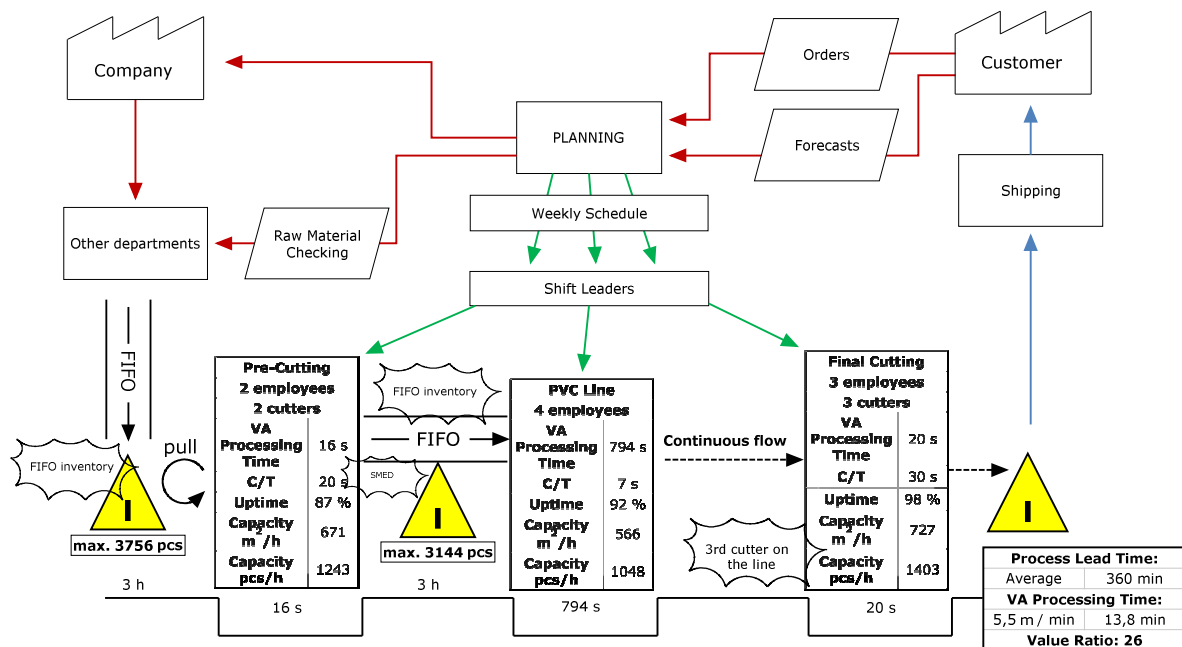 Company
Orders
Customer
PLANNING
Forecasts
Shipping
Weekly Schedule
Other departments
Raw Material
Checking
Shift Leaders
FIFO
FIFO inventory
pull
I
max. 3756 pcs
3 h
Pre-Cutting
2 employees
2 cutters
VA
Processing
Time
16 s
C/T
20 s
Uptime
87 %
Capacity
m²/h
671
Capacity
pcs/h
1243
16 s
FIFO inventory
FIFO
SMED
I
max. 3144 pcs
3 h
PVC Line
4 employees
VA
Processing
Time
794 s
C/T
7 s
Uptime
92 %
Capacity
m²/h
566
Capacity
pcs/h
1048
794 s
Continuous flow
3rd cutter on
the line
Final Cutting
3 employees
3 cutters
VA
Processing
Time
20 s
C/T
30 s
Uptime
98 %
Capacity
m²/h
727
Capacity
pcs/h
1403
20 s
I
Process Lead Time:
Average 360 min
VA Processing Time:
5,5 m / min 13,8 min
Value Ratio: 26